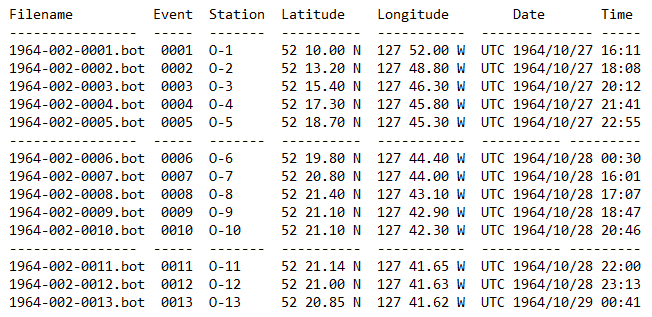 Filename          Event  Station  Latitude    Longitude        Date       Time
----------------  -----  -------  ----------  -----------  ---------- ---------
1964-002-0001.bot  0001  O-1      52 10.00 N  127 52.00 W  UTC 1964/10/27 16:11
1964-002-0002.bot  0002  O-2      52 13.20 N  127 48.80 W  UTC 1964/10/27 18:08
1964-002-0003.bot  0003  O-3      52 15.40 N  127 46.30 W  UTC 1964/10/27 20:12
1964-002-0004.bot  0004  O-4      52 17.30 N  127 45.80 W  UTC 1964/10/27 21:41
1964-002-0005.bot  0005  O-5      52 18.70 N  127 45.30 W  UTC 1964/10/27 22:55
----------------  -----  -------  ----------  -----------  ---------- ---------
1964-002-0006.bot  0006  O-6      52 19.80 N  127 44.40 W  UTC 1964/10/28 00:30
1964-002-0007.bot  0007  O-7      52 20.80 N  127 44.00 W  UTC 1964/10/28 16:01
1964-002-0008.bot  0008  O-8      52 21.40 N  127 43.10 W  UTC 1964/10/28 17:07
1964-002-0009.bot  0009  O-9      52 21.10 N  127 42.90 W  UTC 1964/10/28 18:47
1964-002-0010.bot  0010  O-10     52 21.10 N  127 42.30 W  UTC 1964/10/28 20:46
----------------  -----  -------  ----------  -----------  ---------- ---------
1964-002-0011.bot  0011  O-11     52 21.14 N  127 41.65 W  UTC 1964/10/28 22:00
1964-002-0012.bot  0012  O-12     52 21.00 N  127 41.63 W  UTC 1964/10/28 23:13
1964-002-0013.bot  0013  O-13     52 20.85 N  127 41.62 W  UTC 1964/10/29 00:41